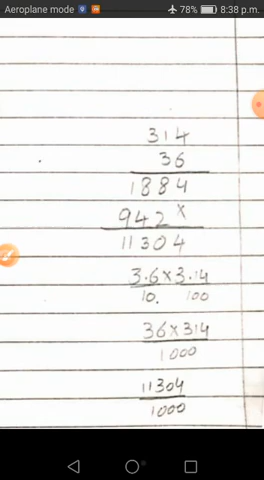 Aeroplane mode 78% 8:38 p.m.
314
36
1884
942 x
11304
3.6 x 3.14
10. 100
36 x 314
1000
11304
1000